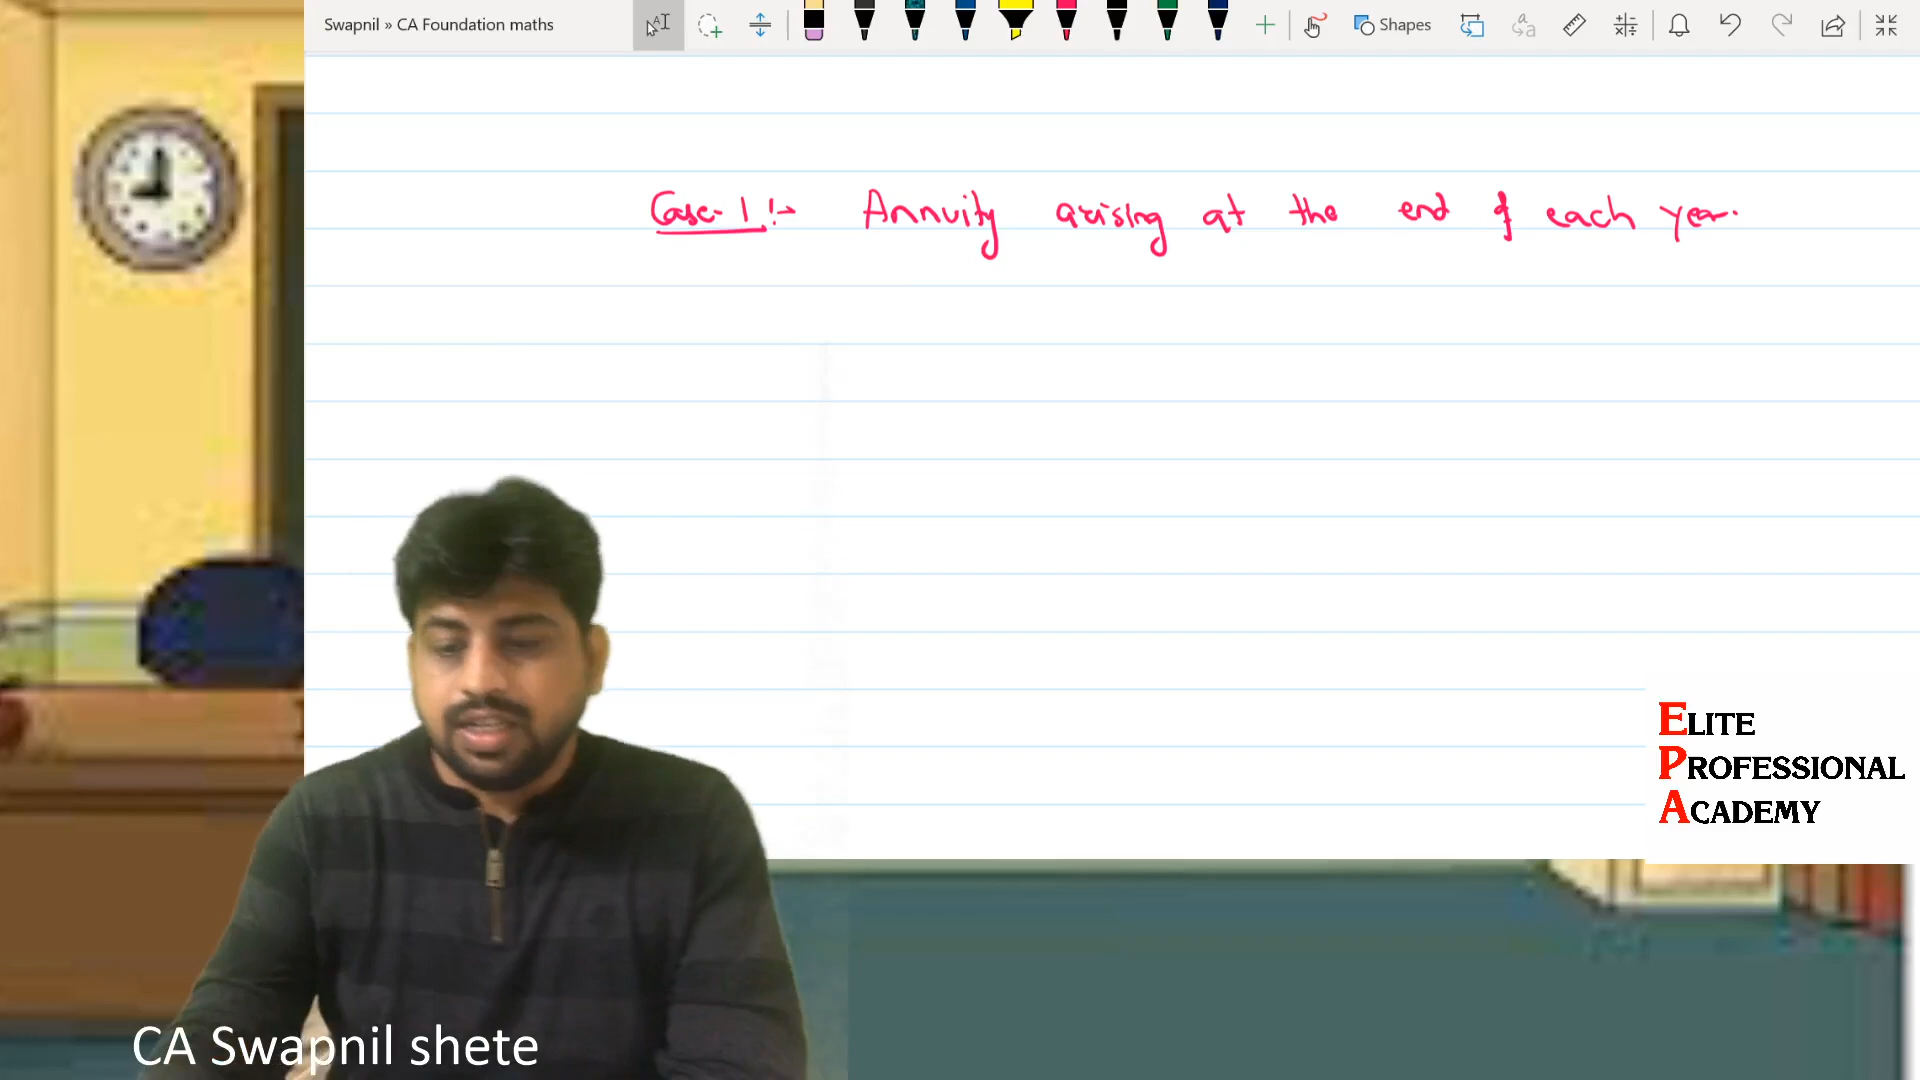 Swapnil » CA Foundation maths
Shapes
Case-1 :- Annuity arising at the end of each year.
ELITE
PROFESSIONAL
ACADEMY
CA Swapnil shete